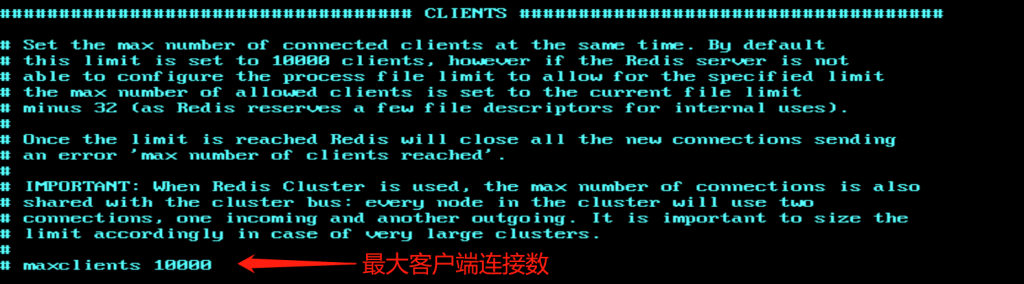 ################################### CLIENTS ####################################
# Set the max number of connected clients at the same time. By default
# this limit is set to 10000 clients, however if the Redis server is not
# able to configure the process file limit to allow for the specified limit
# the max number of allowed clients is set to the current file limit
# minus 32 (as Redis reserves a few file descriptors for internal uses).
#
# Once the limit is reached Redis will close all the new connections sending
# an error 'max number of clients reached'.
#
# IMPORTANT: When Redis Cluster is used, the max number of connections is also
# shared with the cluster bus: every node in the cluster will use two
# connections, one incoming and another outgoing. It is important to size the
# limit accordingly in case of very large clusters.
#
# maxclients 10000 最大客户端连接数